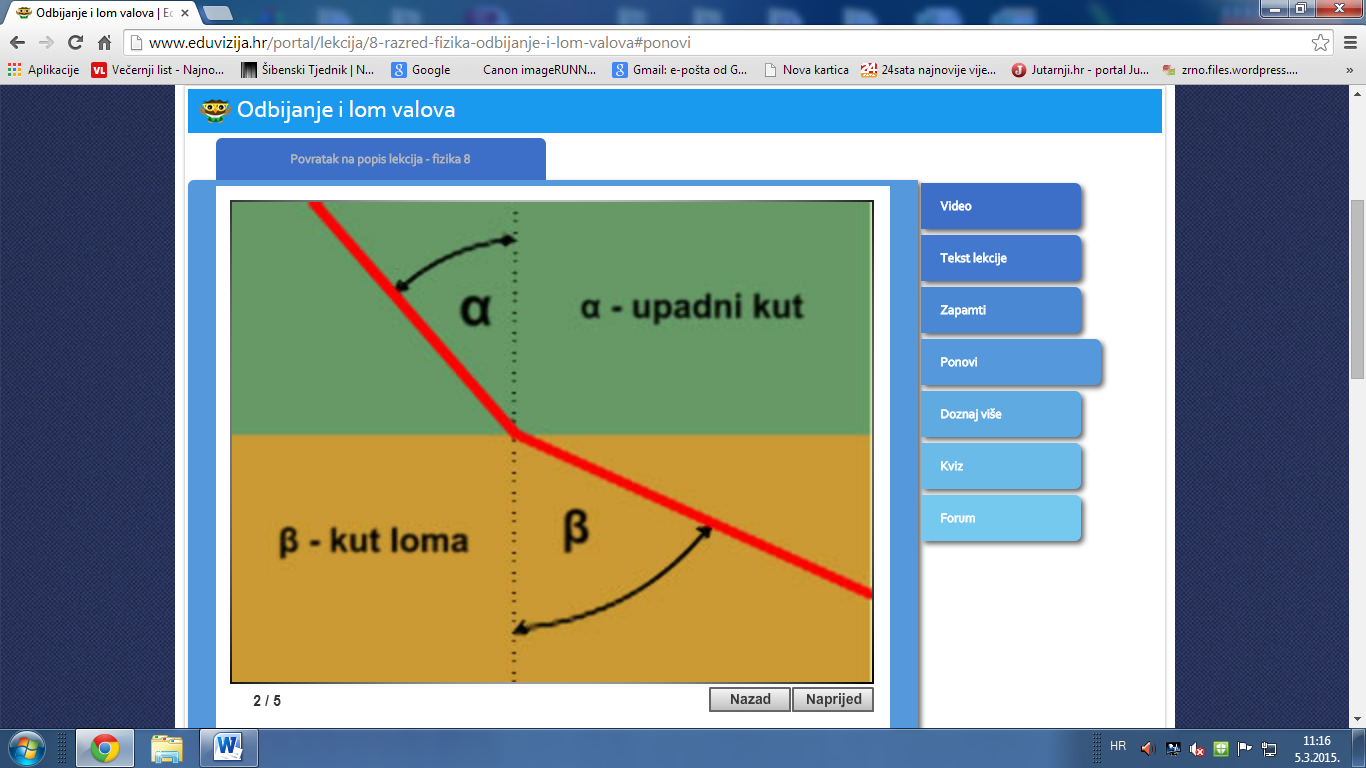 Odbijanje i lom valova | Ec
www.eduvizija.hr/portal/lekcija/8-razred-fizika-odbijanje-i-lom-valova#ponovi
Aplikacije VL Večernji list - Najno... Šibenski Tjednik | N... Google Canon imageRUNN... Gmail: e-pošta od G... Nova kartica 24sata najnovije vije... Jutarnji.hr - portal Ju... zrno.files.wordpress.... »
Odbijanje i lom valova
Povratak na popis lekcija - fizika 8
α
α - upadni kut
β - kut loma
β
2 / 5
Nazad Naprijed
Video
Tekst lekcije
Zapamti
Ponovi
Doznaj više
Kviz
Forum
HR
11:16
5.3.2015.